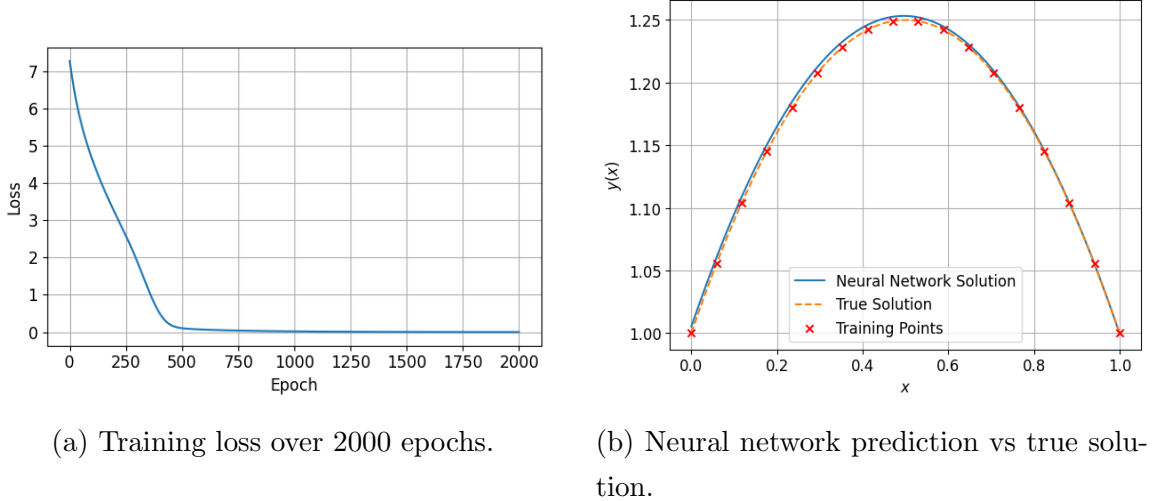 7
6
5
4
3
2
1
0
Loss
0 250 500 750 1000 1250 1500 1750 2000
Epoch
(a) Training loss over 2000 epochs.
1.25
1.20
1.15
1.10
1.05
1.00
y(x)
Neural Network Solution
True Solution
Training Points
0.0 0.2 0.4 0.6 0.8 1.0
x
(b) Neural network prediction vs true solu-
tion.